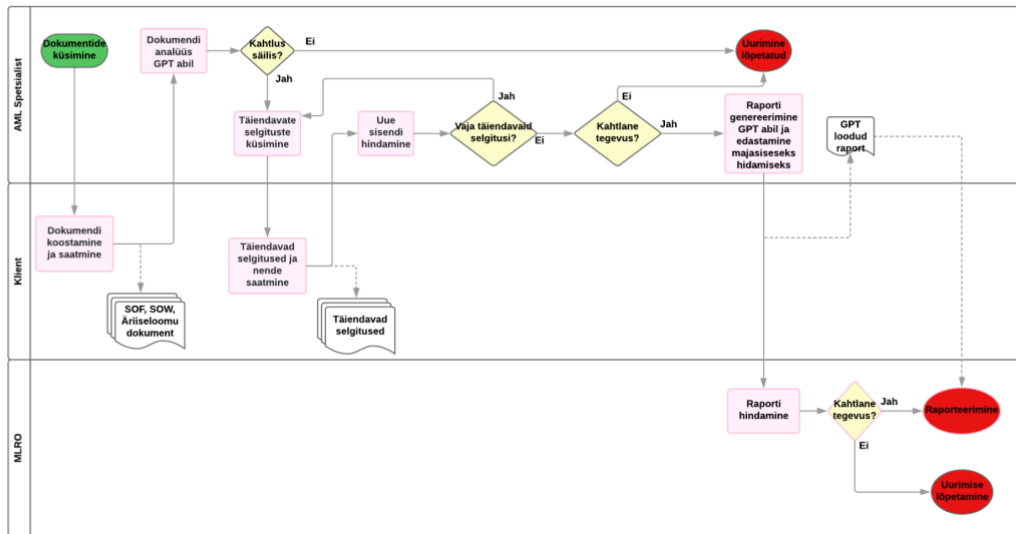 AML Spetsialist
Dokumentide
küsimine
Dokumendi
analüüs
GPT abil
Kahtlus
säilis?
Ei
Jah
Uurimine
lõpetatud
Täiendavate
selgituste
küsimine
Uue
sisendi
hindamine
Jah
Vaja täiendavaid
selgitusi?
Ei
Ei
Kahtlane
tegevus?
Jah
Raporti
genereerimine
GPT abil ja
edastamine
majasiseseks
hidamiseks
GPT
loodud
raport
Klient
Dokumendi
koostamine
ja saatmine
SOF, SOW,
Äriiseloomu
dokument
Täiendavad
selgitused ja
nende
saatmine
Täiendavad
selgitused
MLRO
Raporti
hindamine
Kahtlane
tegevus?
Jah
Raporteerimine
Ei
Uurimise
lõpetamine